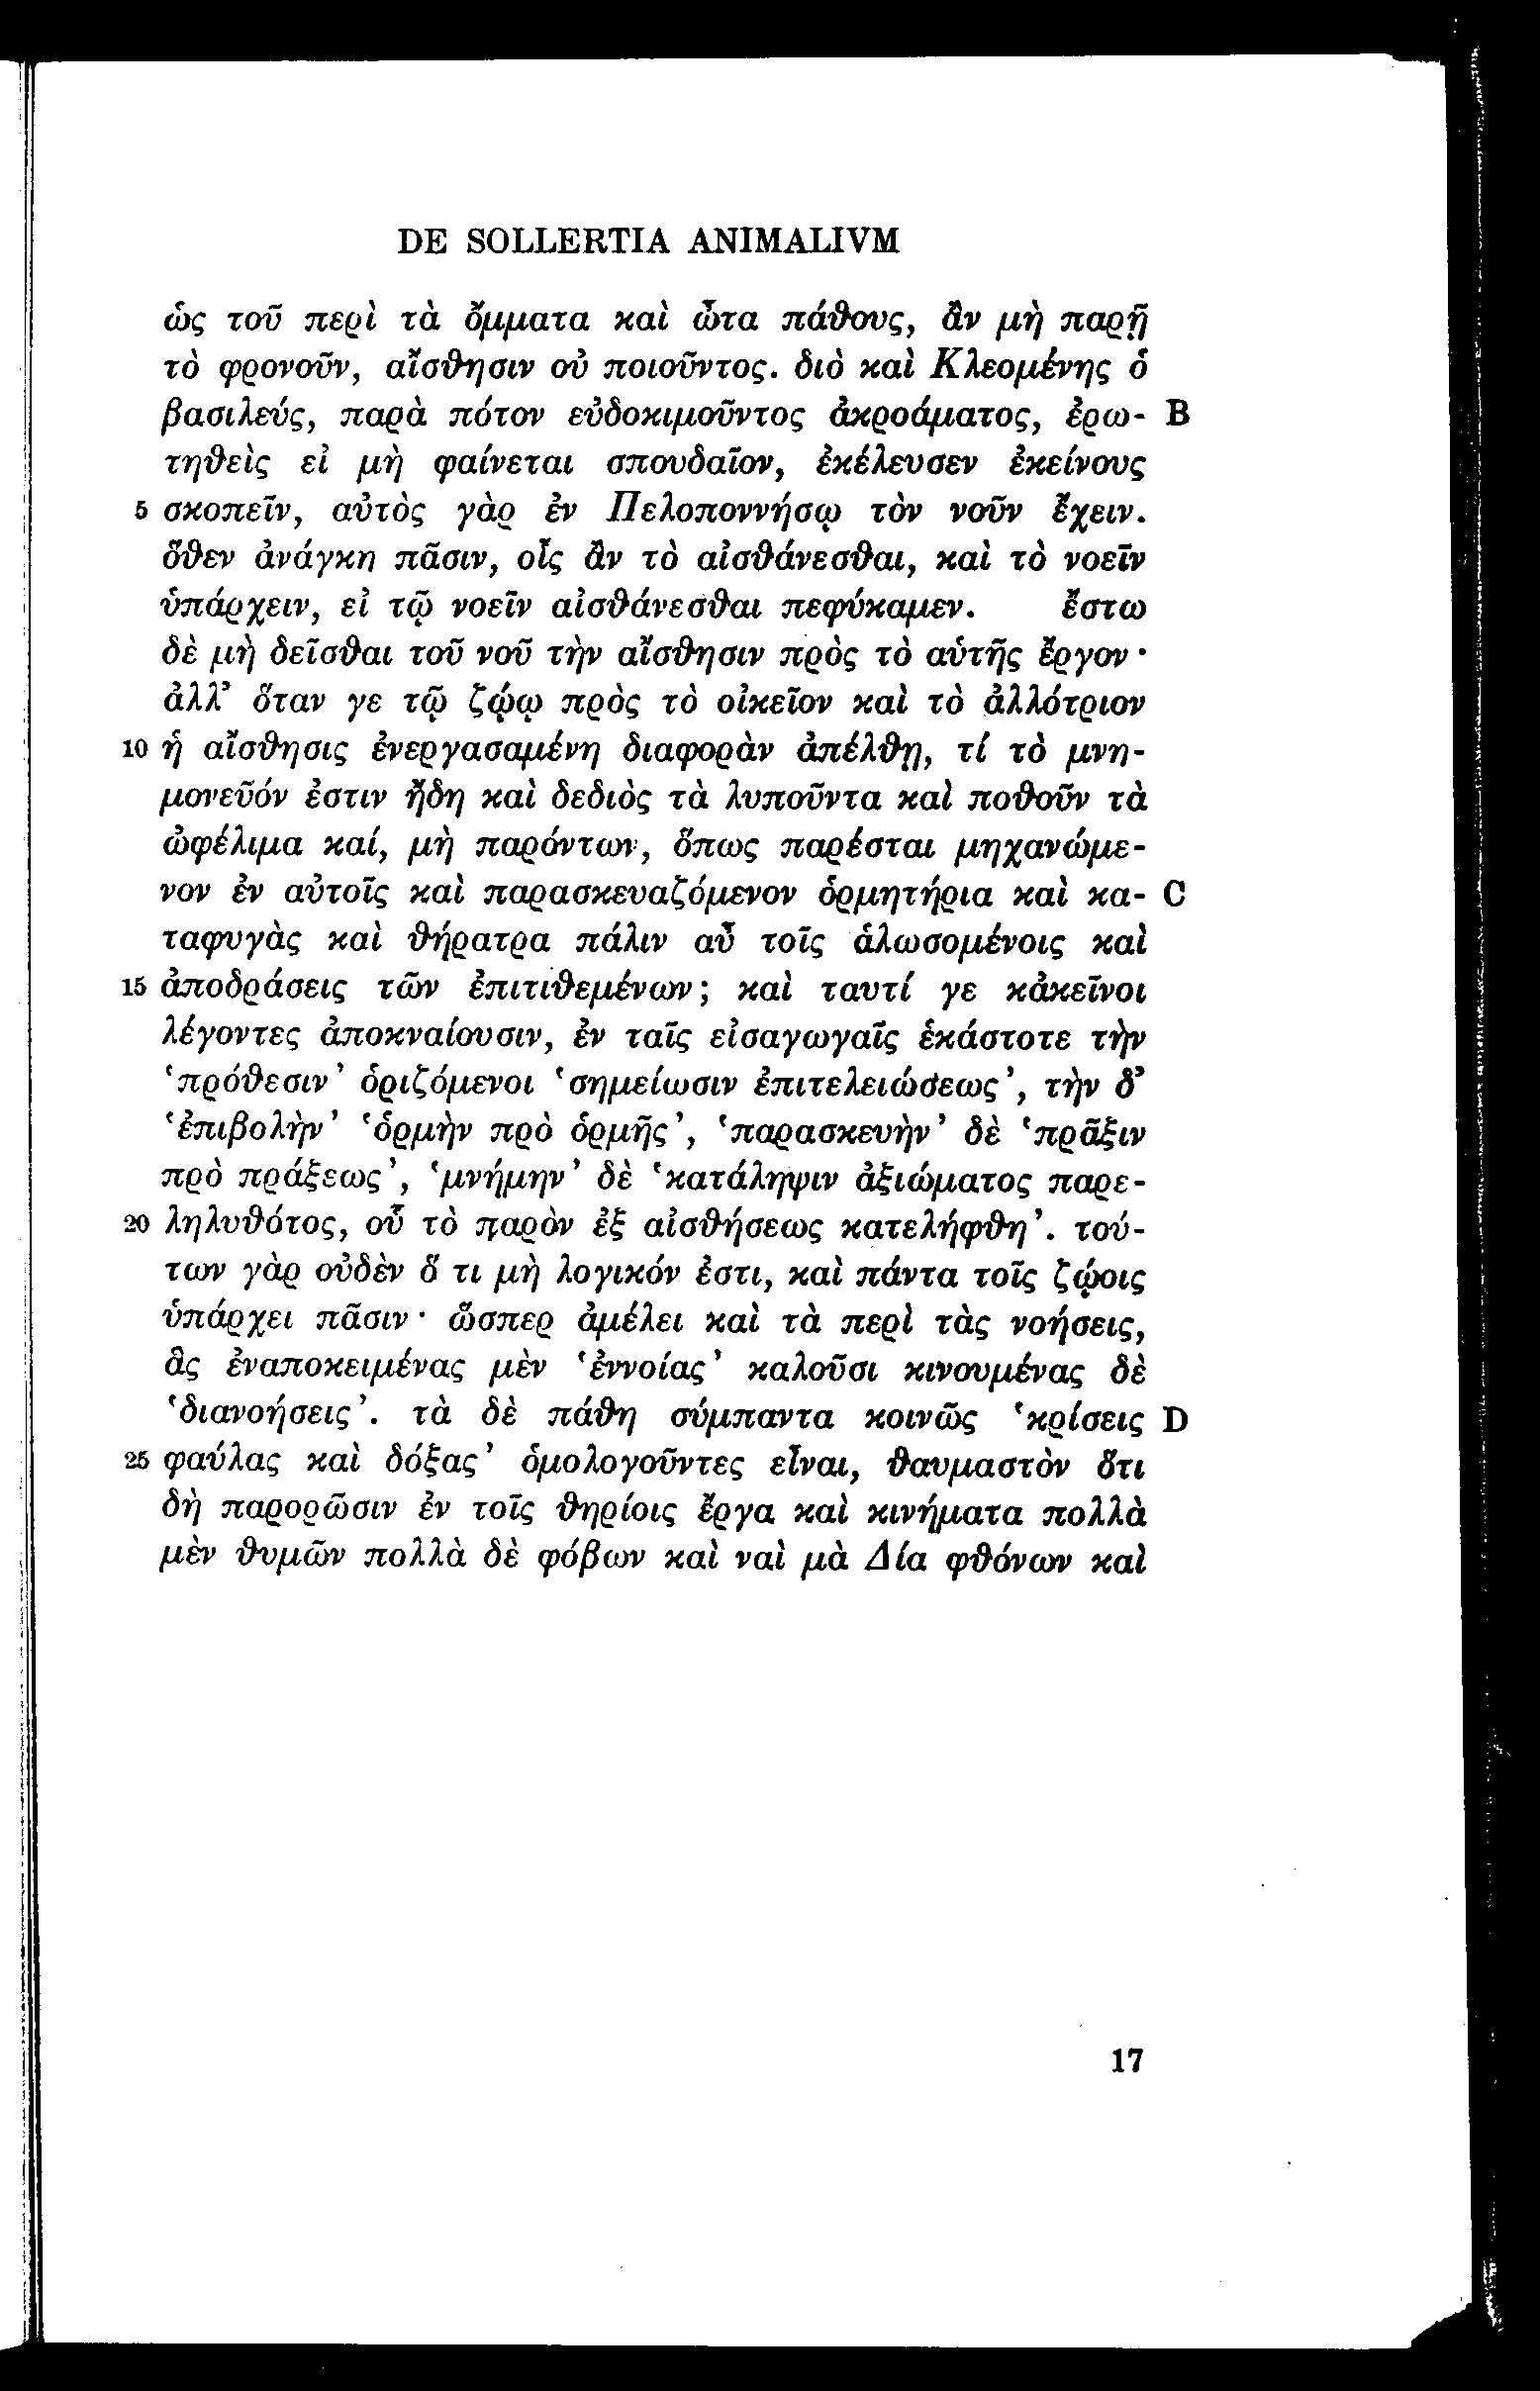 DE SOLLERTIA ANIMALIVM
ὡς τοῦ περὶ τὰ ὄμματα καὶ ὦτα πάθους, ἂν μὴ παρῇ
τὸ φρονοῦν, αἴσθησιν οὐ ποιοῦντος. διὸ καὶ Κλεομένης ὁ
βασιλεύς, παρὰ πότον εὐδοκιμοῦντος ἀκροάματος, ἐρω- B
τηθεὶς εἰ μὴ φαίνεται σπουδαῖον, ἐκέλευσεν ἐκείνους
5 σκοπεῖν, αὐτὸς γὰρ ἐν Πελοποννήσῳ τὸν νοῦν ἔχειν.
ὅθεν ἀνάγκη πᾶσιν, οἷς ἂν τὸ αἰσθάνεσθαι, καὶ τὸ νοεῖν
ὑπάρχειν, εἰ τῷ νοεῖν αἰσθάνεσθαι πεφύκαμεν. ἔστω
δὲ μὴ δεῖσθαι τοῦ νοῦ τὴν αἴσθησιν πρὸς τὸ αὑτῆς ἔργον·
ἀλλ’ ὅταν γε τῷ ζῴῳ πρὸς τὸ οἰκεῖον καὶ τὸ ἀλλότριον
10 ἡ αἴσθησις ἐνεργασαμένη διαφορὰν ἀπέλθῃ, τί τὸ μνη-
μονεῦόν ἐστιν ἤδη καὶ δεδιὸς τὰ λυποῦντα καὶ ποθοῦν τὰ
ὠφέλιμα καί, μὴ παρόντων, ὅπως παρέσται μηχανώμε-
νον ἐν αὐτοῖς καὶ παρασκευαζόμενον ὁρμητήρια καὶ κα- C
ταφυγὰς καὶ θήρατρα πάλιν αὖ τοῖς ἁλωσομένοις καὶ
15 ἀποδράσεις τῶν ἐπιτιθεμένων; καὶ ταυτί γε κἀκεῖνοι
λέγοντες ἀποκναίουσιν, ἐν ταῖς εἰσαγωγαῖς ἑκάστοτε τὴν
‘πρόθεσιν’ ὁριζόμενοι ‘σημείωσιν ἐπιτελειώσεως’, τὴν δ’
‘ἐπιβολὴν’ ‘ὁρμὴν πρὸ ὁρμῆς’, ‘παρασκευὴν’ δὲ ‘πρᾶξιν
πρὸ πράξεως’, ‘μνήμην’ δὲ ‘κατάληψιν ἀξιώματος παρε-
20 ληλυθότος, οὗ τὸ παρὸν ἐξ αἰσθήσεως κατελήφθη’. τού-
των γὰρ οὐδὲν ὅ τι μὴ λογικόν ἐστι, καὶ πάντα τοῖς ζῴοις
ὑπάρχει πᾶσιν· ὥσπερ ἀμέλει καὶ τὰ περὶ τὰς νοήσεις,
ἃς ἐναποκειμένας μὲν ‘ἐννοίας’ καλοῦσι κινουμένας δὲ
‘διανοήσεις’. τὰ δὲ πάθη σύμπαντα κοινῶς ‘κρίσεις D
25 φαύλας καὶ δόξας’ ὁμολογοῦντες εἶναι, θαυμαστὸν ὅτι
δὴ παρορῶσιν ἐν τοῖς θηρίοις ἔργα καὶ κινήματα πολλὰ
μὲν θυμῶν πολλὰ δὲ φόβων καὶ ναὶ μὰ Δία φθόνων καὶ
17